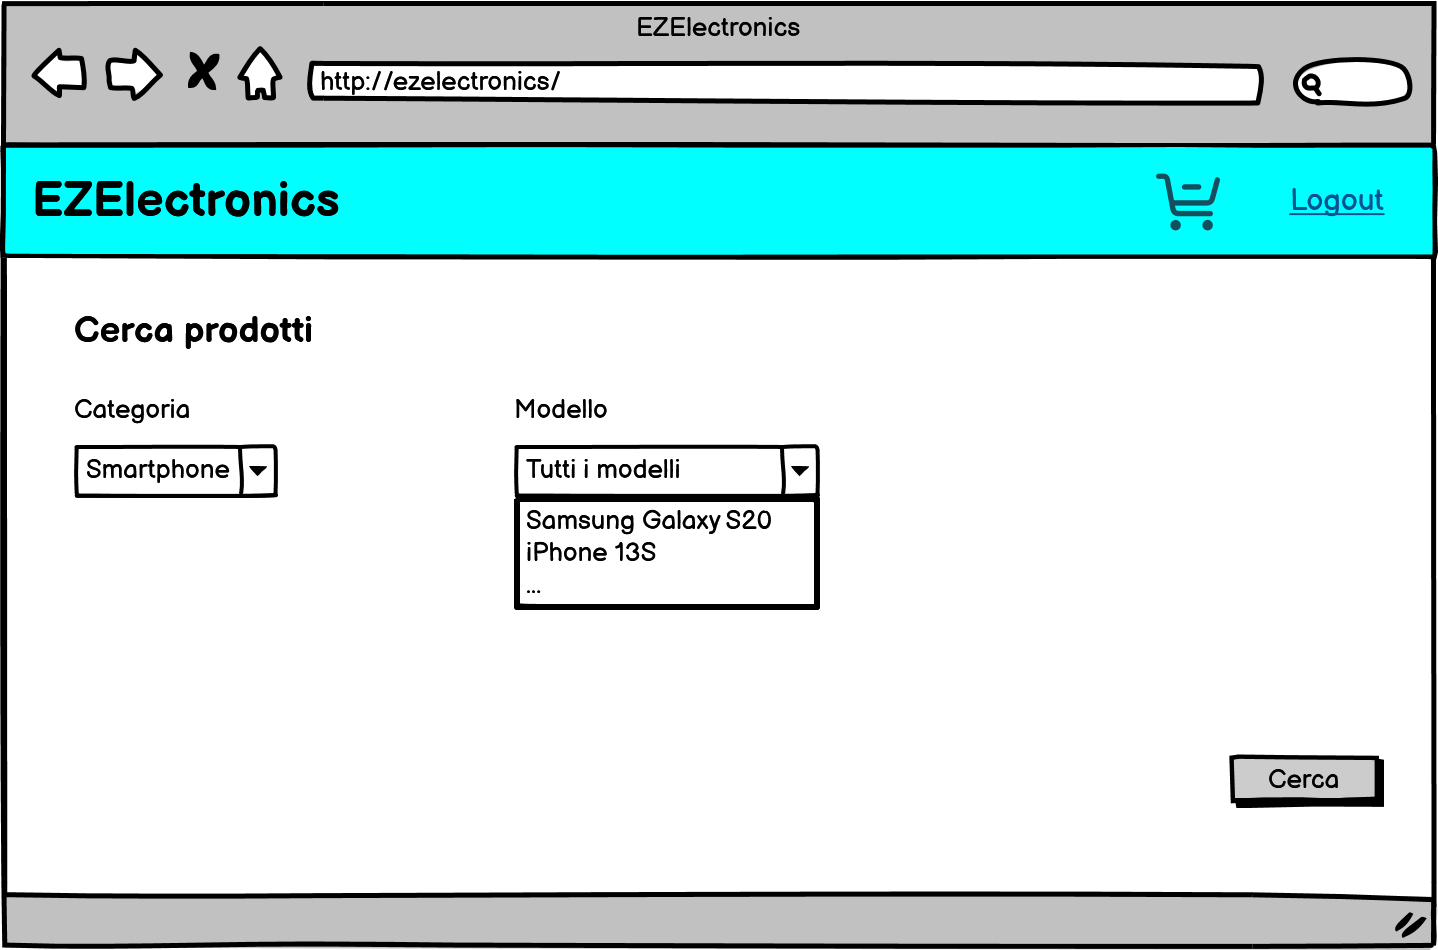 EZElectronics
http://ezelectronics/
EZElectronics
Logout
Cerca prodotti
Categoria
Modello
Smartphone
Tutti i modelli
Samsung Galaxy S20
iPhone 13S
...
Cerca